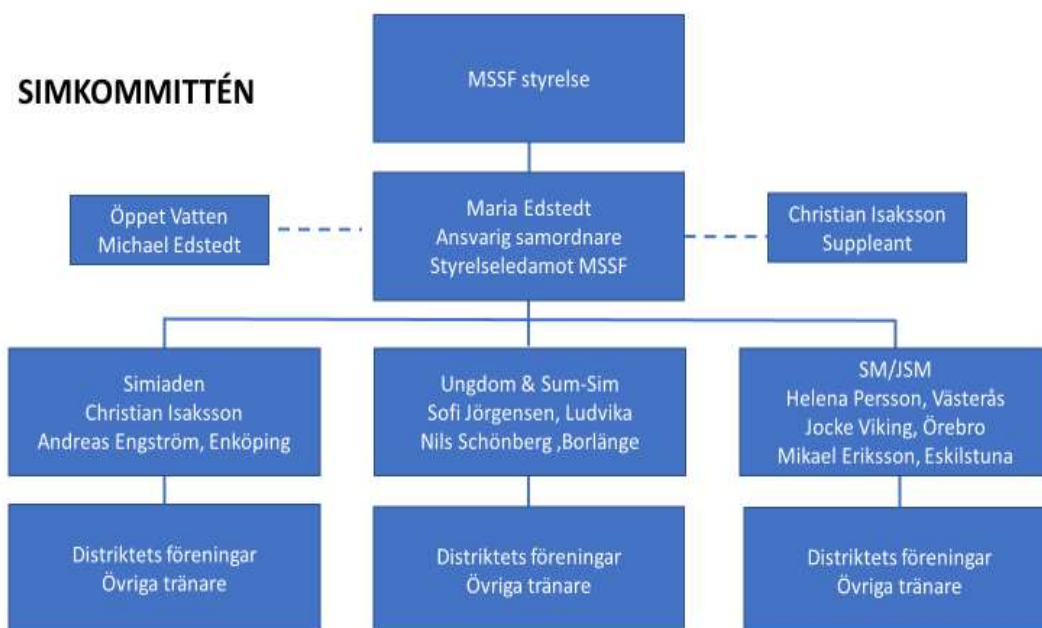 SIMKOMMITTÉN
MSSF styrelse
Öppet Vatten
Michael Edstedt
Maria Edstedt
Ansvarig samordnare
Styrelseledamot MSSF
Christian Isaksson
Suppleant
Simiaden
Christian Isaksson
Andreas Engström, Enköping
Ungdom & Sum-Sim
Sofi Jörgensen, Ludvika
Nils Schönberg ,Borlänge
SM/JSM
Helena Persson, Västerås
Jocke Viking, Örebro
Mikael Eriksson, Eskilstuna
Distriktets föreningar
Övriga tränare
Distriktets föreningar
Övriga tränare
Distriktets föreningar
Övriga tränare